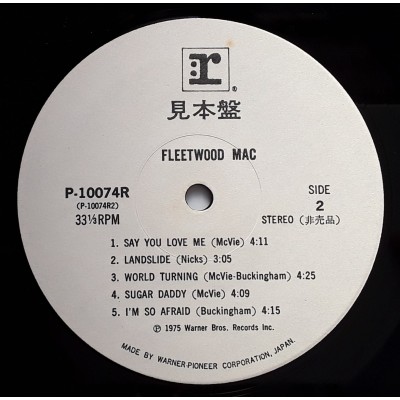 r®
見本盤
FLEETWOOD MAC
P-10074R
(P-10074R2)
33⅓RPM
SIDE
2
STEREO (非売品)
1. SAY YOU LOVE ME (McVie) 4:11
2. LANDSLIDE (Nicks) 3:05
3. WORLD TURNING (McVie-Buckingham) 4:25
4. SUGAR DADDY (McVie) 4:09
5. I'M SO AFRAID (Buckingham) 4:15
℗ 1975 Warner Bros. Records Inc.
MADE BY WARNER-PIONEER CORPORATION, JAPAN.